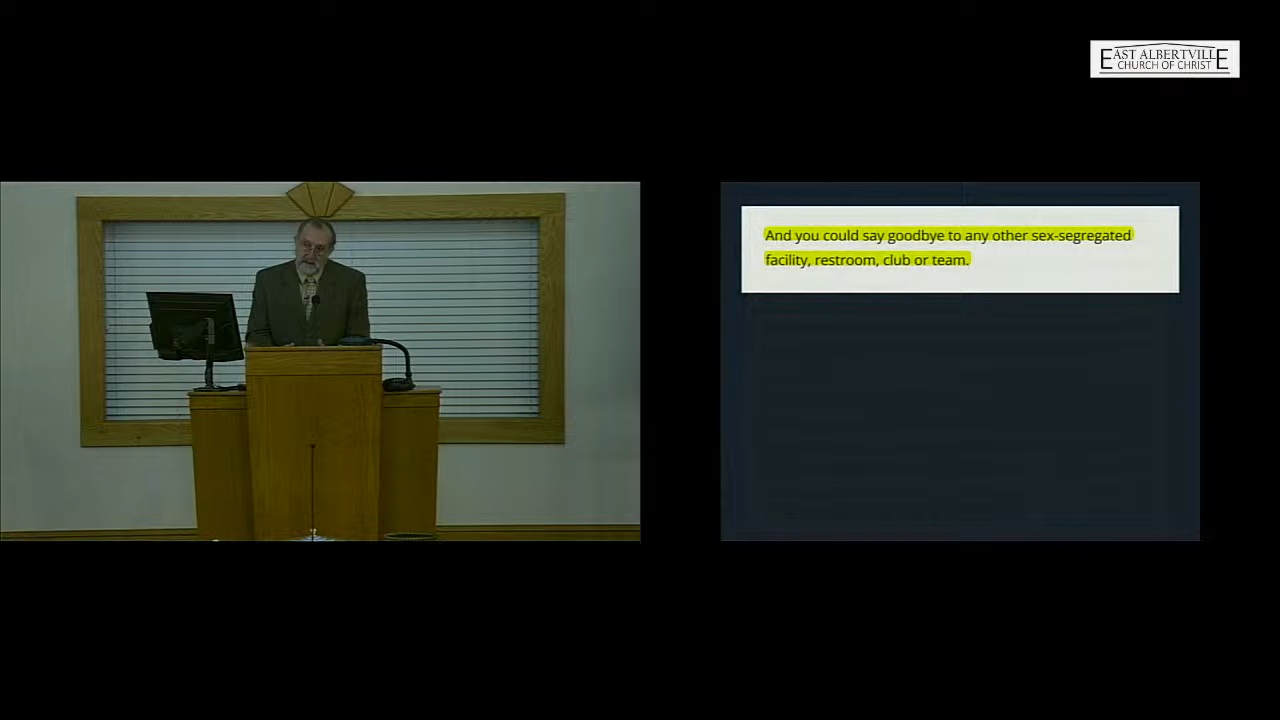 EAST ALBERTVILLE
CHURCH OF CHRIST
And you could say goodbye to any other sex-segregated
facility, restroom, club or team.